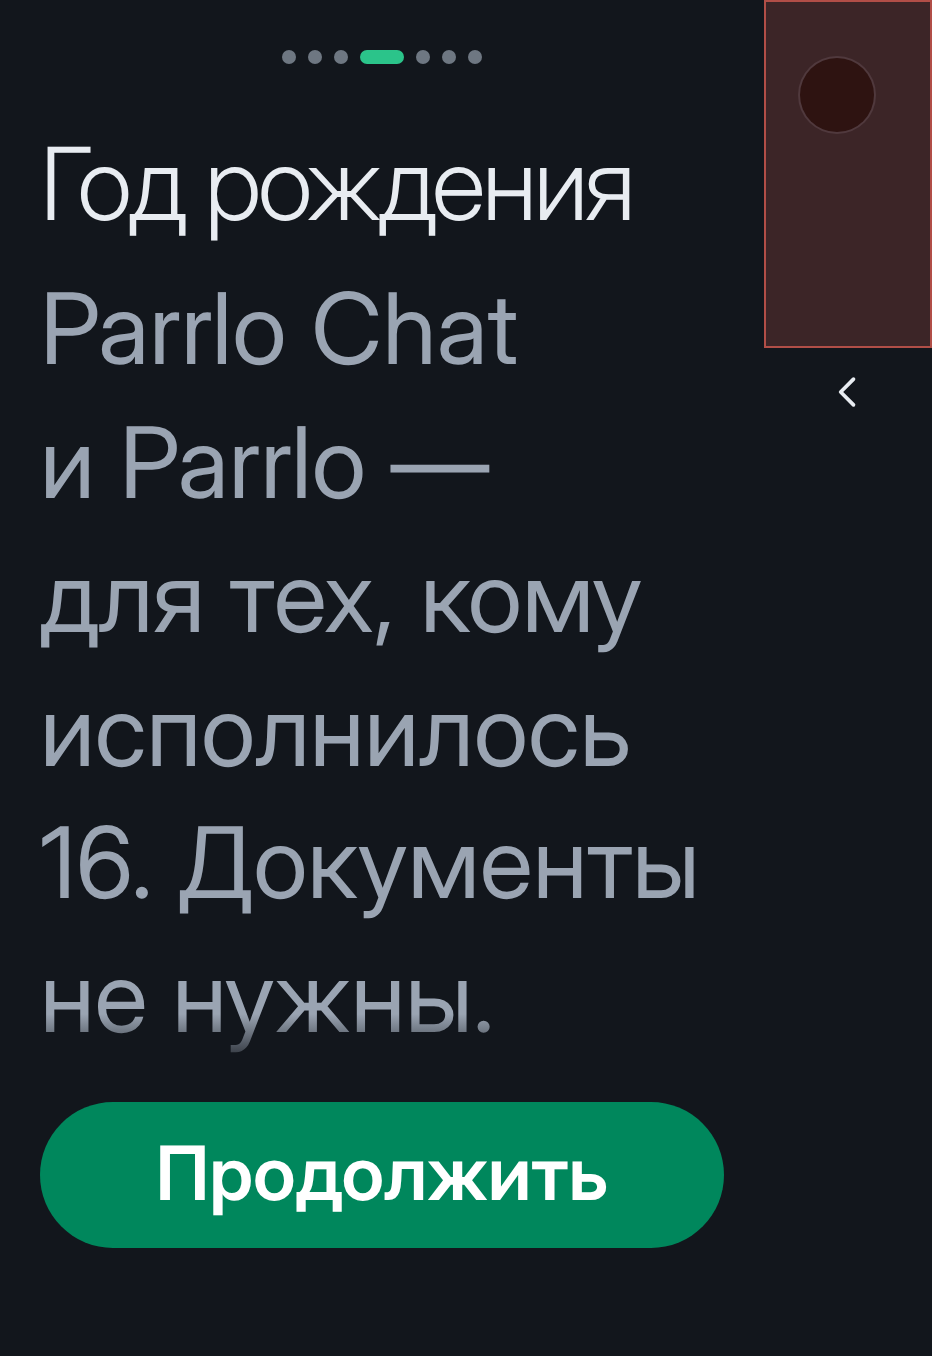 Год рождения
Parrlo Chat
и Parrlo —
для тех, кому
исполнилось
16. Документы
не нужны.
Продолжить